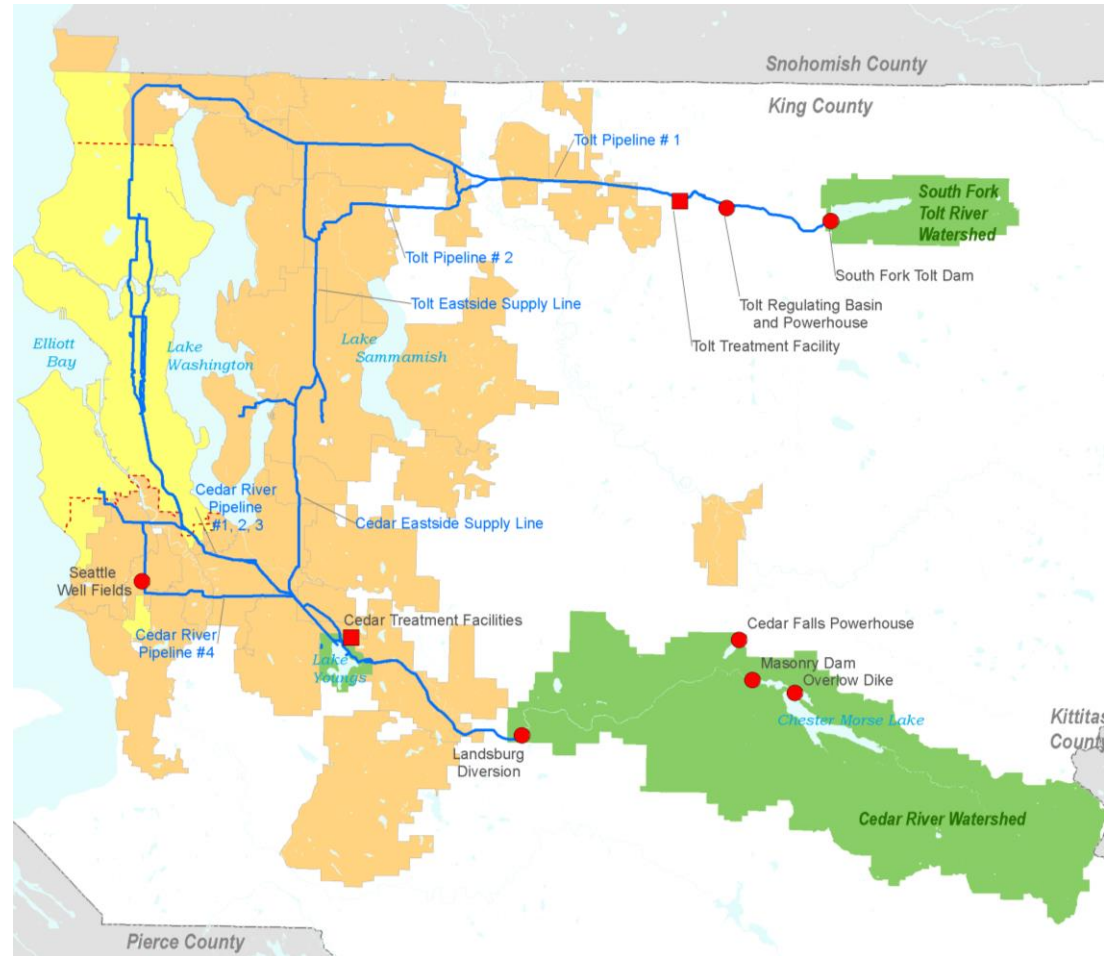 Snohomish County
King County
Tolt Pipeline # 1
South Fork
Tolt River
Watershed
Tolt Pipeline # 2
South Fork Tolt Dam
Tolt Eastside Supply Line
Tolt Regulating Basin
and Powerhouse
Tolt Treatment Facility
Elliott
Bay
Lake
Washington
Lake
Sammamish
Cedar River
Pipeline
#1, 2, 3
Cedar Eastside Supply Line
Seattle
Well Fields
Cedar Treatment Facilities
Cedar River
Pipeline #4
Lake
Youngs
Cedar Falls Powerhouse
Masonry Dam
Overlow Dike
Chester Morse Lake
Kittitas
County
Landsburg
Diversion
Cedar River Watershed
Pierce County